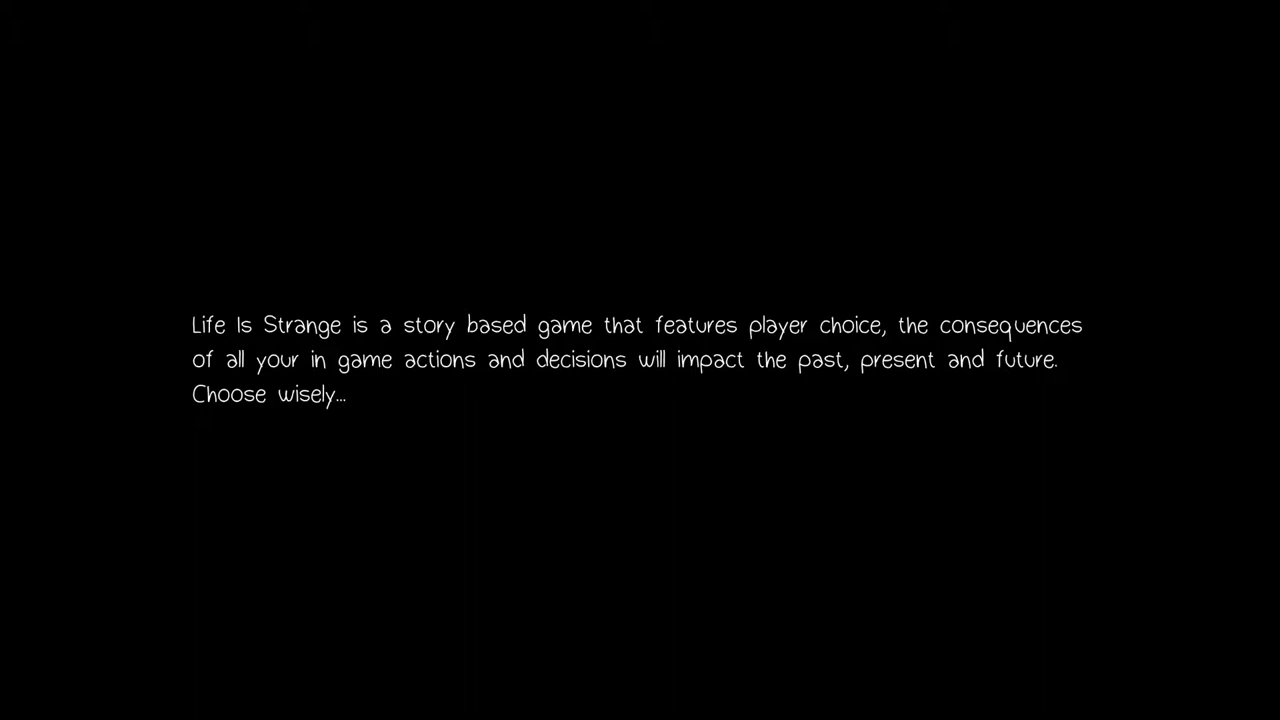 Life Is Strange is a story based game that features player choice, the consequences
of all your in game actions and decisions will impact the past, present and future.
Choose wisely...